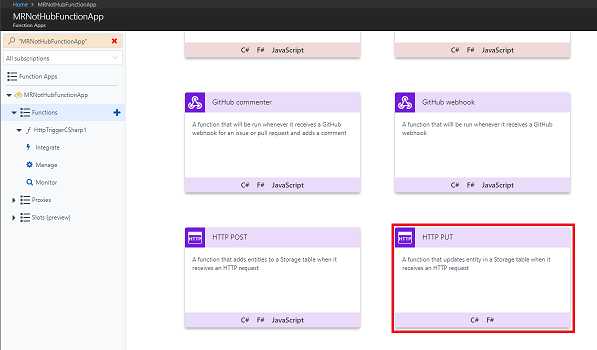 Home > MRNotHubFunctionApp
MRNotHubFunctionApp
Function Apps
"MRNotHubFunctionApp"
All subscriptions
Function Apps
MRNotHubFunctionApp
Functions
HttpTriggerCSharp1
Integrate
Manage
Monitor
Proxies
Slots (preview)
C# F# JavaScript
C# F# JavaScript
GitHub commenter
A function that will be run whenever it receives a GitHub
webhook for an issue or pull request and adds a comment
C# F# JavaScript
GitHub webhook
A function that will be run whenever it receives a GitHub
webhook
C# F# JavaScript
HTTP POST
A function that adds entities to a Storage table when it
receives an HTTP request
C# F# JavaScript
HTTP PUT
A function that updates entity in a Storage table when it
receives an HTTP request
C# F#